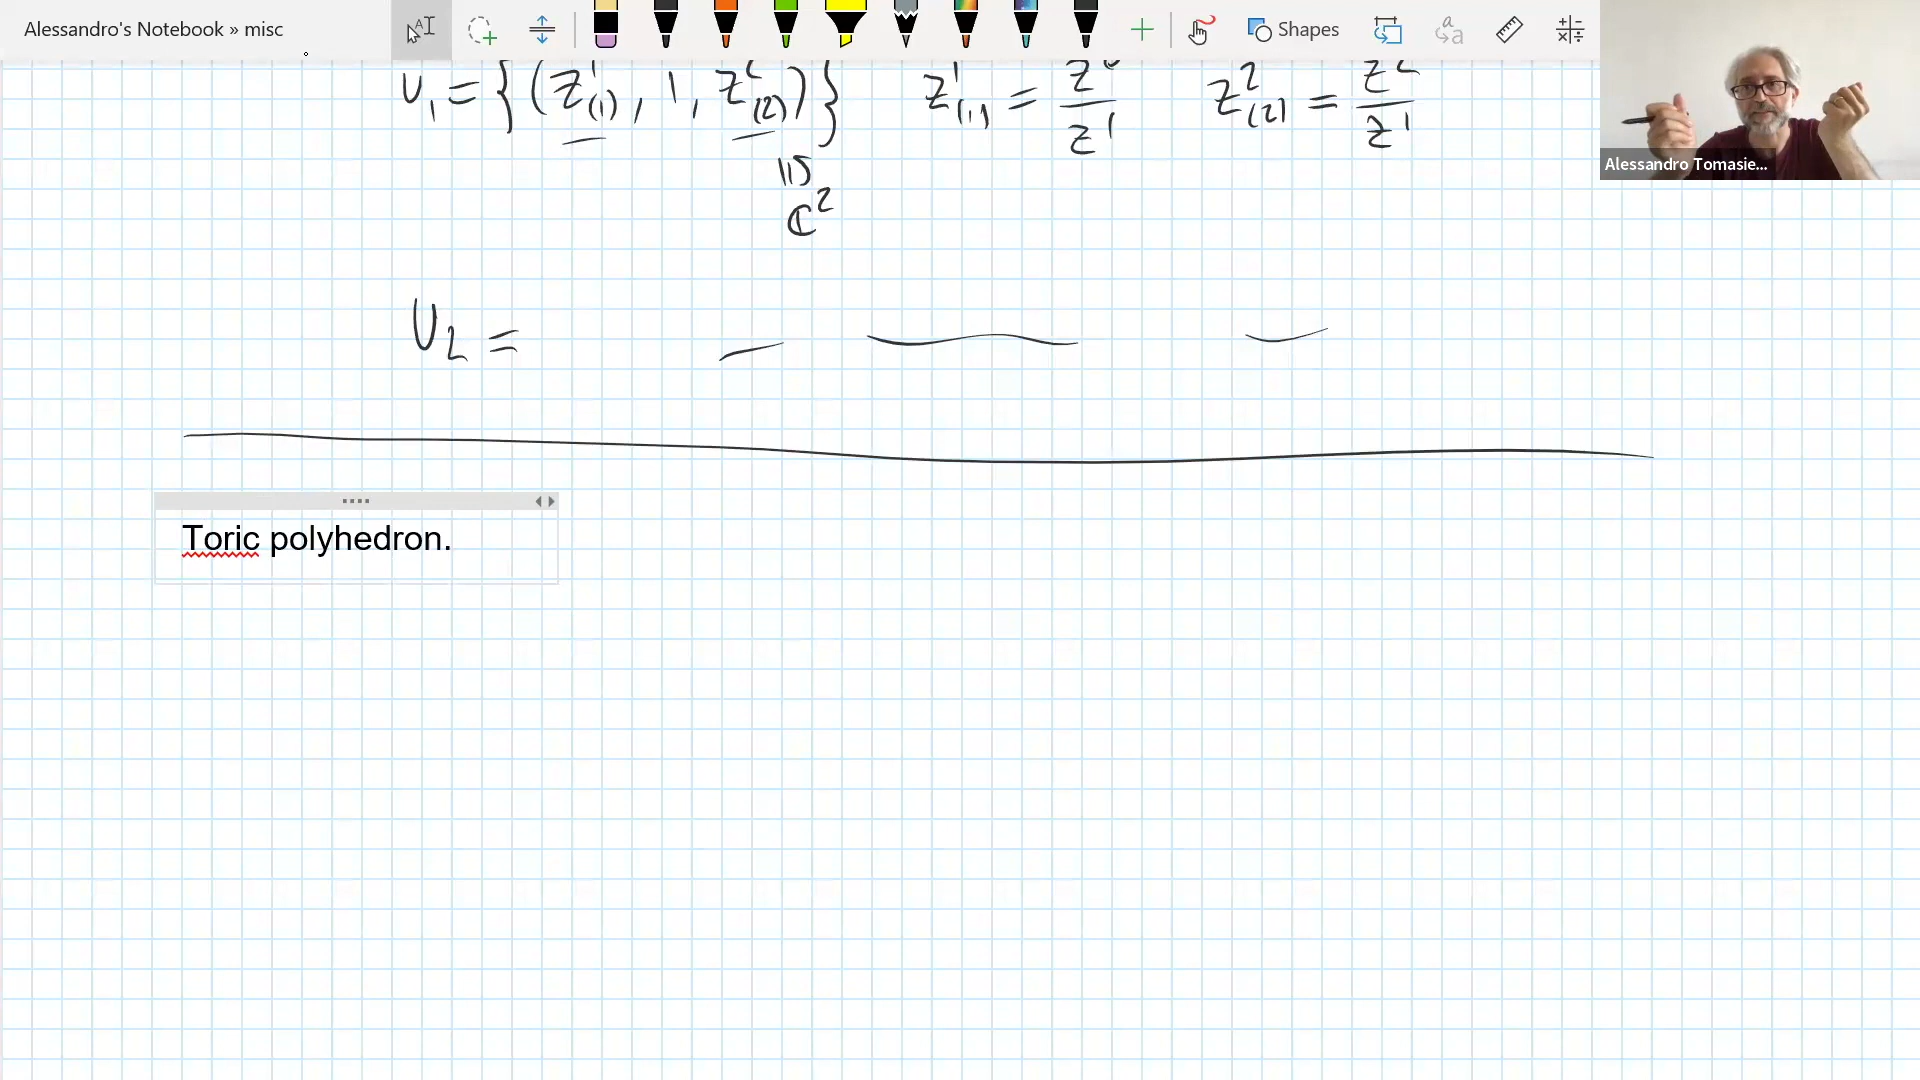 Alessandro's Notebook » misc
Shapes
Alessandro Tomasie...
U₁ = { (z¹₍₁₎, 1, z²₍₂₎) } z¹₍₁₎ = z⁰/z¹ z²₍₂₎ = z²/z¹
ℂ²
U₂ =
Toric polyhedron.